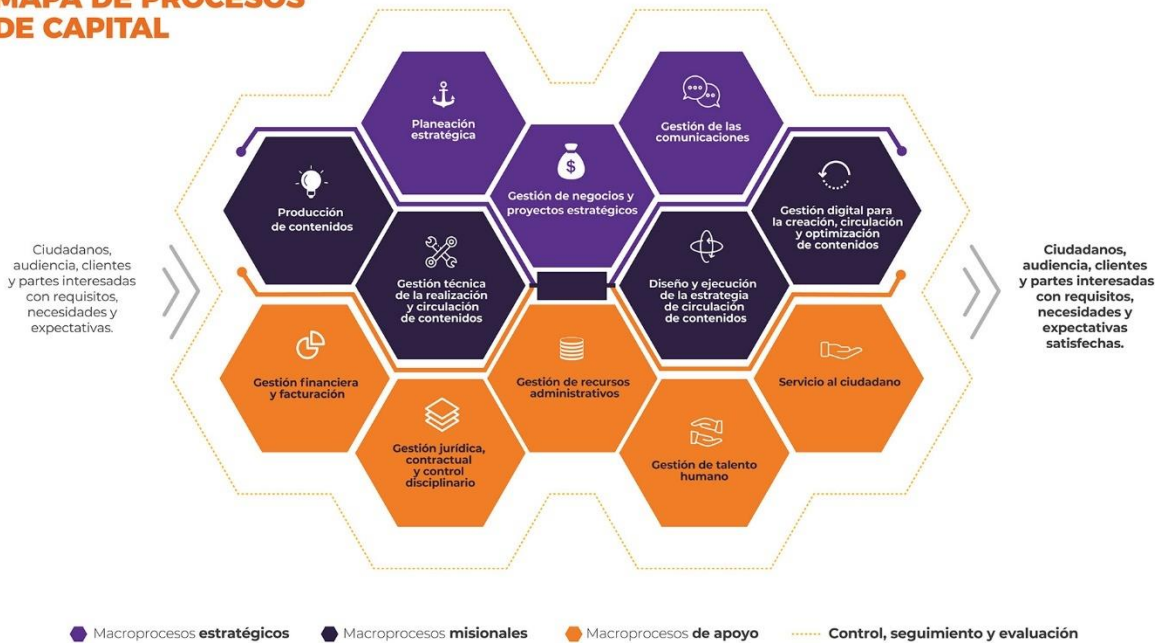 MAPA DE PROCESOS
DE CAPITAL
Planeación
estratégica
Gestión de las
comunicaciones
$
Gestión de negocios y
proyectos estratégicos
Producción
de contenidos
Gestión digital para
la creación, circulación
y optimización
de contenidos
Gestión técnica
de la realización
y circulación
de contenidos
Diseño y ejecución
de la estrategia
de circulación
de contenidos
Ciudadanos,
audiencia, clientes
y partes interesadas
con requisitos,
necesidades y
expectativas.
Ciudadanos,
audiencia, clientes
y partes interesadas
con requisitos,
necesidades y
expectativas
satisfechas.
Gestión financiera
y facturación
Gestión de recursos
administrativos
Servicio al ciudadano
Gestión jurídica,
contractual
y control
disciplinario
Gestión de talento
humano
Macroprocesos estratégicos
Macroprocesos misionales
Macroprocesos de apoyo
Control, seguimiento y evaluación